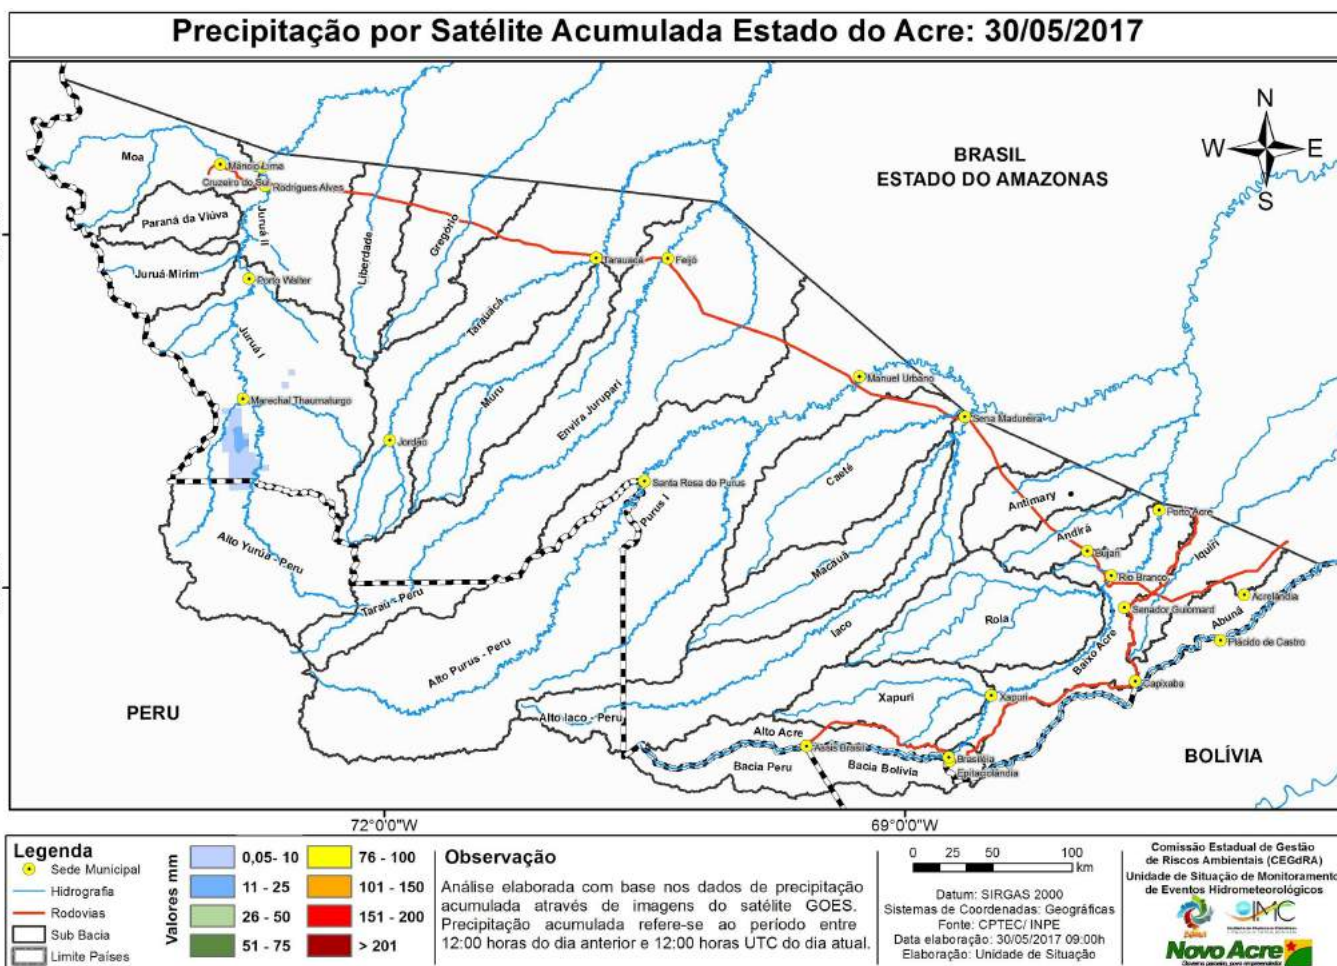 Precipitação por Satélite Acumulada Estado do Acre: 30/05/2017
N
W E
S
BRASIL
ESTADO DO AMAZONAS
Moa
Mâncio Lima
Cruzeiro do Sul
Rodrigues Alves
Paraná da Viúva
Juruá II
Juruá Mirim
Porto Walter
Liberdade
Gregório
Tarauacá
Feijó
Tarauacá
Juruá I
Marechal Thaumaturgo
Muru
Envira Jurupari
Jordão
Manuel Urbano
Sena Madureira
Santa Rosa do Purus
Purus I
Caeté
Antimary
Porto Acre
Andirá
Bujari
Iquiri
Rio Branco
Acrelândia
Senador Guiomard
Abunã
Plácido de Castro
Alto Yurúa - Peru
Taraú - Peru
Macauã
Iaco
Rola
Baixo Acre
Alto Purus - Peru
Capixaba
Xapuri
Xapuri
PERU
Alto Iaco - Peru
Alto Acre
Assis Brasil
Brasiléia
Epitaciolândia
Bacia Peru
Bacia Bolívia
BOLÍVIA
72°0'0"W
69°0'0"W
Legenda
Sede Municipal
Hidrografia
Rodovias
Sub Bacia
Limite Países
Valores mm
0,05- 10
11 - 25
26 - 50
51 - 75
76 - 100
101 - 150
151 - 200
> 201
Observação
Análise elaborada com base nos dados de precipitação
acumulada através de imagens do satélite GOES.
Precipitação acumulada refere-se ao período entre
12:00 horas do dia anterior e 12:00 horas UTC do dia atual.
0 25 50 100
km
Datum: SIRGAS 2000
Sistemas de Coordenadas: Geográficas
Fonte: CPTEC/ INPE
Data elaboração: 30/05/2017 09:00h
Elaboração: Unidade de Situação
Comissão Estadual de Gestão
de Riscos Ambientais (CEGdRA)
Unidade de Situação de Monitoramento
de Eventos Hidrometeorológicos
IMC
Novo Acre